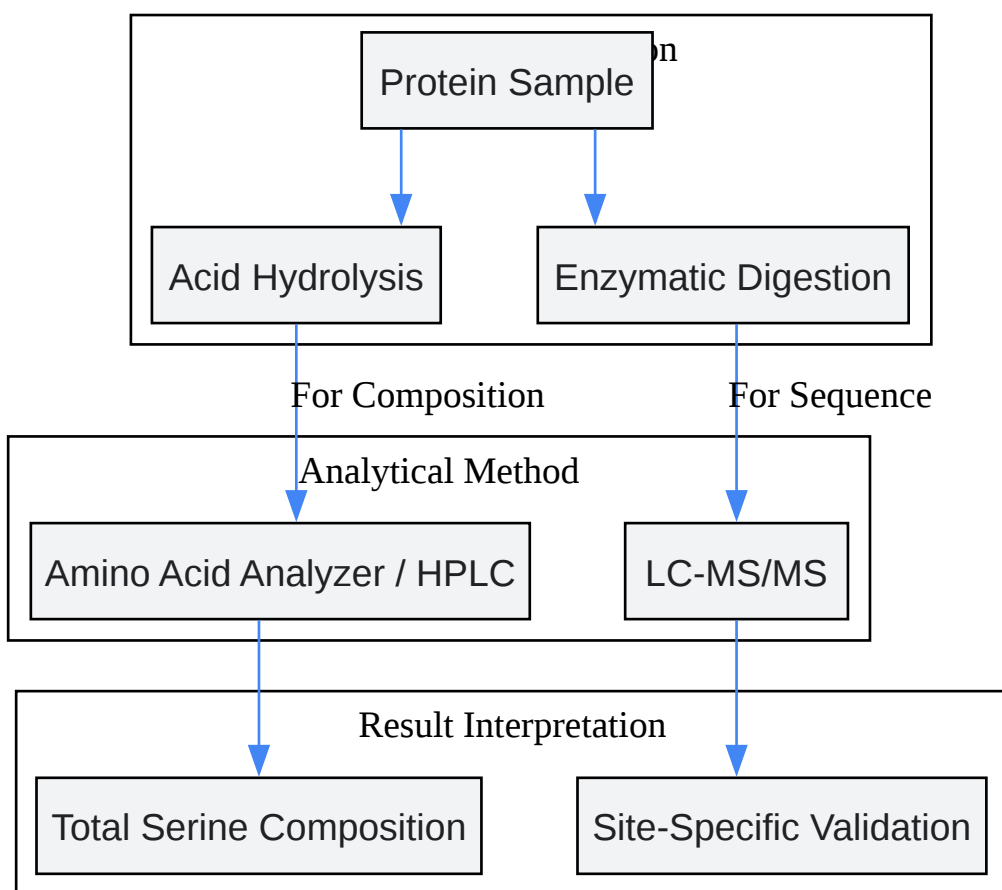 Protein Sample
Acid Hydrolysis
Enzymatic Digestion
For Composition
For Sequence
Analytical Method
Amino Acid Analyzer / HPLC
LC-MS/MS
Result Interpretation
Total Serine Composition
Site-Specific Validation